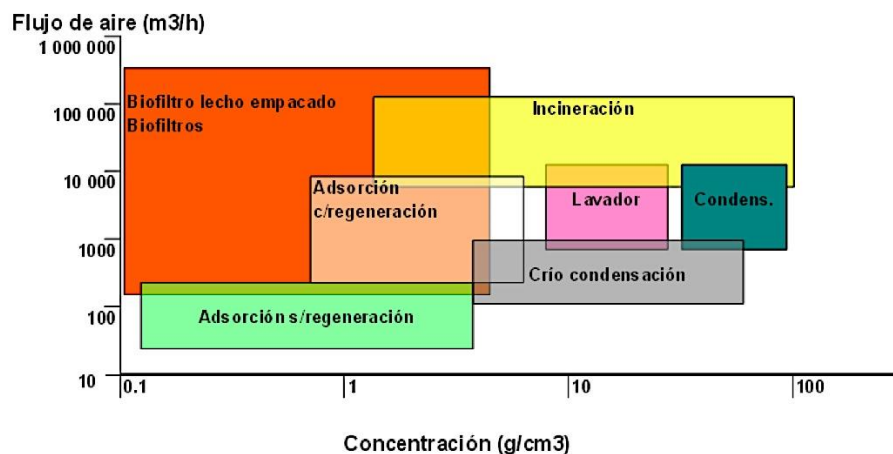 Flujo de aire (m3/h)
1 000 000
100 000
10 000
1000
100
10
Biofiltro lecho empacado
Biofiltros
Incineración
Adsorción
c/regeneración
Lavador
Condens.
Crío condensación
Adsorción s/regeneración
0.1
1
10
100
Concentración (g/cm3)